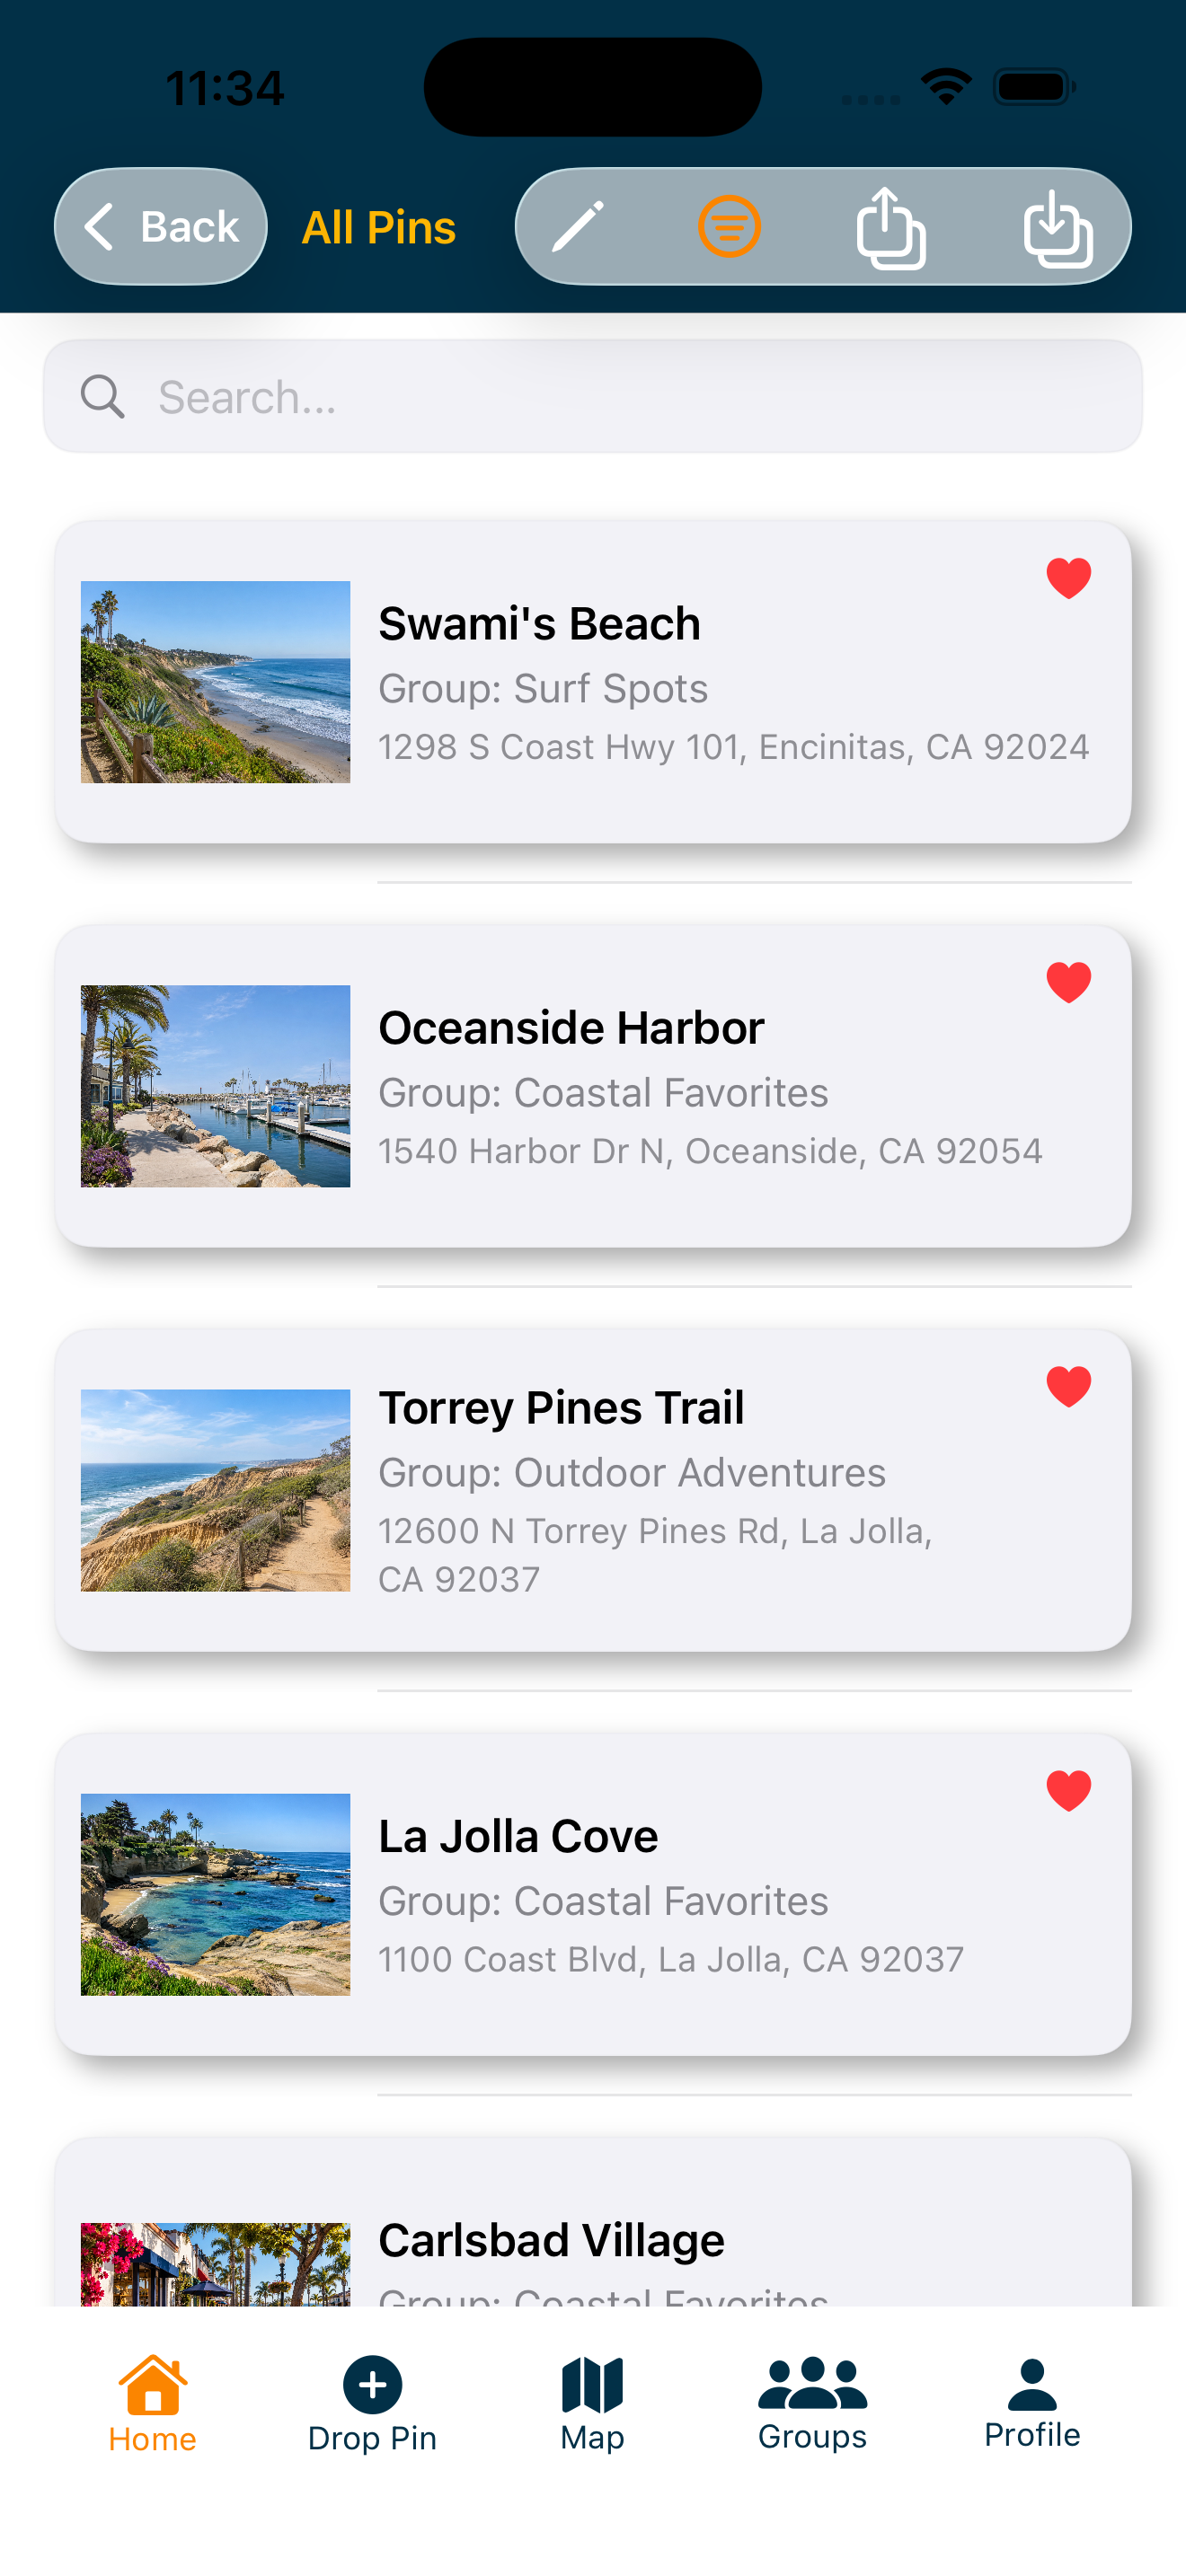 11:34
Back
All Pins
Search...
Swami's Beach
Group: Surf Spots
1298 S Coast Hwy 101, Encinitas, CA 92024
Oceanside Harbor
Group: Coastal Favorites
1540 Harbor Dr N, Oceanside, CA 92054
Torrey Pines Trail
Group: Outdoor Adventures
12600 N Torrey Pines Rd, La Jolla,
CA 92037
La Jolla Cove
Group: Coastal Favorites
1100 Coast Blvd, La Jolla, CA 92037
Carlsbad Village
Group: Coastal Favorites
Home
Drop Pin
Map
Groups
Profile